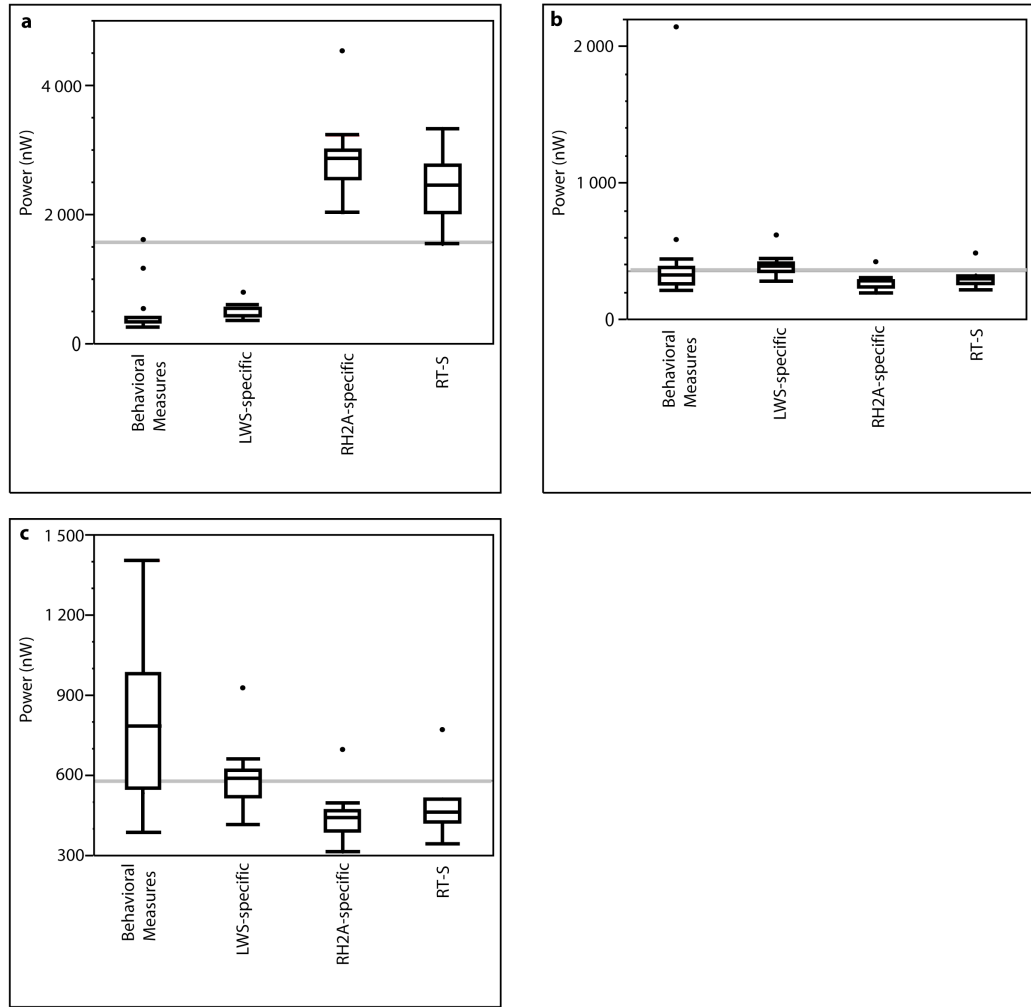 a
Power (nW)
4 000
2 000
0
Behavioral
Measures
LWS-specific
RH2A-specific
RT-S
b
Power (nW)
2 000
1 000
0
Behavioral
Measures
LWS-specific
RH2A-specific
RT-S
c
Power (nW)
1 500
1 200
900
600
300
Behavioral
Measures
LWS-specific
RH2A-specific
RT-S